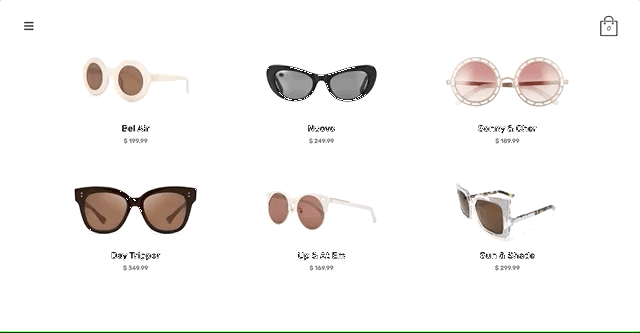 0
Bel Air
Nuovo
Sonny & Cher
$ 199.99
$ 249.99
$ 189.99
Day Tripper
Up & At Em
Sun & Shade
$ 349.99
$ 169.99
$ 299.99